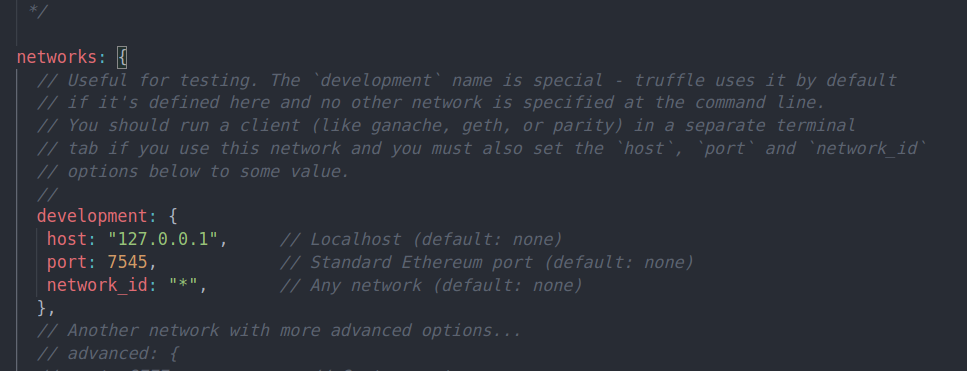 */
networks: {
// Useful for testing. The `development` name is special - truffle uses it by default
// if it's defined here and no other network is specified at the command line.
// You should run a client (like ganache, geth, or parity) in a separate terminal
// tab if you use this network and you must also set the `host`, `port` and `network_id`
// options below to some value.
//
development: {
host: "127.0.0.1",     // Localhost (default: none)
port: 7545,            // Standard Ethereum port (default: none)
network_id: "*",       // Any network (default: none)
},
// Another network with more advanced options...
// advanced: {